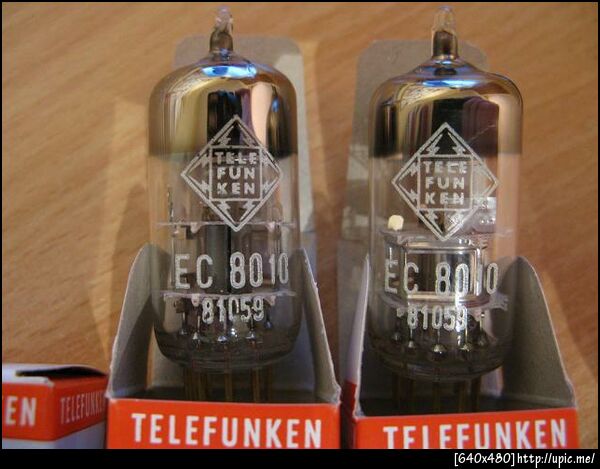 TELE
FUN
KEN
EC 8010
81059
TELE
FUN
KEN
EC 8010
81059
EN
TELEFUNKEN
TELEFUNKEN
TELEFUNKEN
[640x480]http://upic.me/